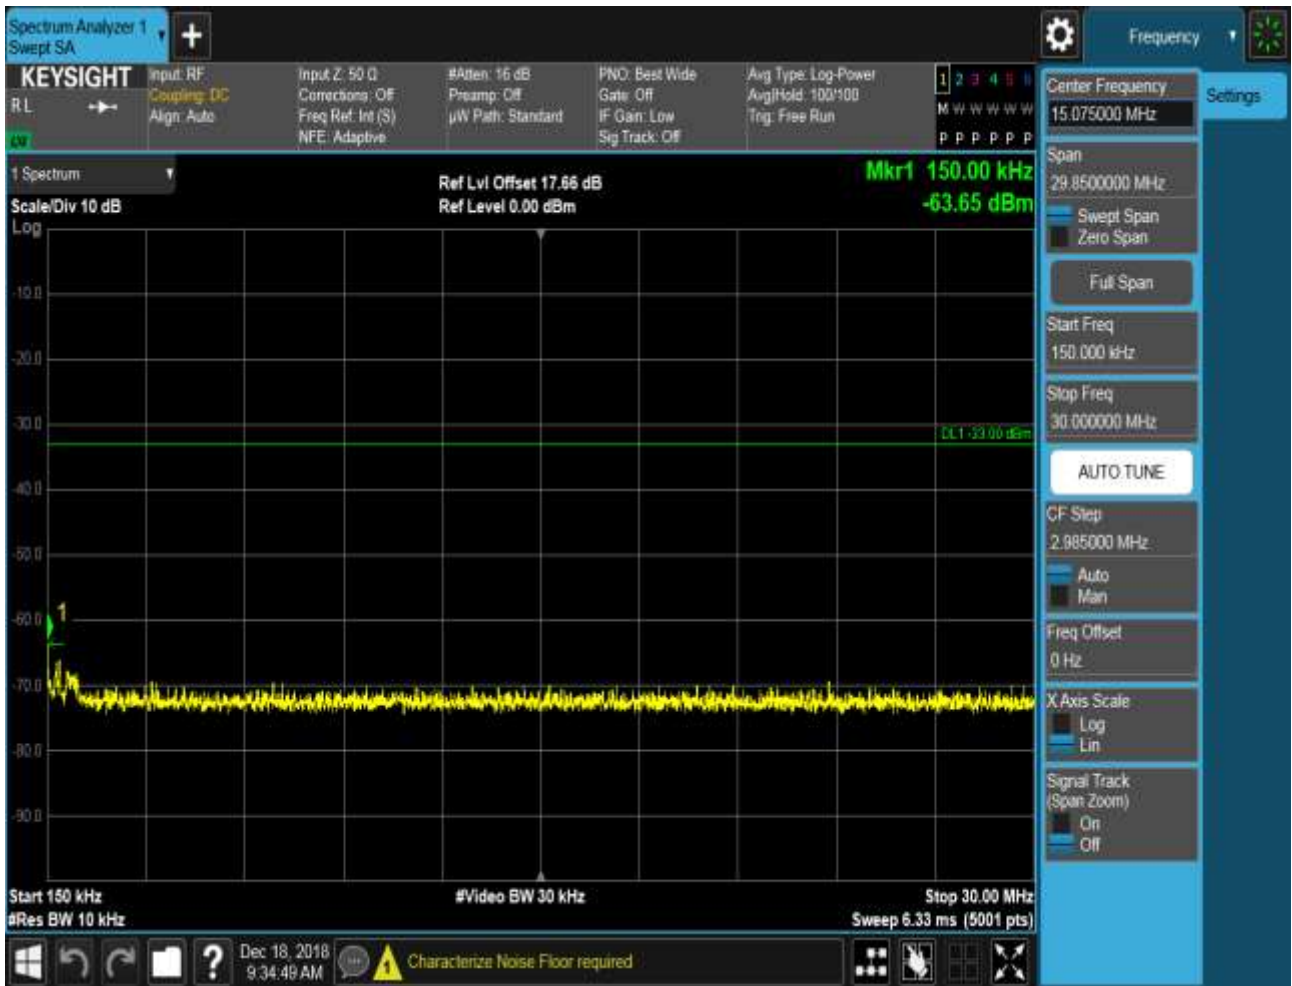 Spectrum Analyzer 1
Swept SA
Frequency
KEYSIGHT
RL
Input: RF
Coupling: DC
Align: Auto
Input Z: 50 Ω
Corrections: Off
Freq Ref: Int (S)
NFE: Adaptive
#Atten: 16 dB
Preamp: Off
µW Path: Standard
PNO: Best Wide
Gate: Off
IF Gain: Low
Sig Track: Off
Avg Type: Log-Power
Avg|Hold: 100/100
Trig: Free Run
1 2 3 4 5 6
M W W W W W
P P P P P P
1 Spectrum
Scale/Div 10 dB
Log
Ref Lvl Offset 17.66 dB
Ref Level 0.00 dBm
Mkr1 150.00 kHz
-63.65 dBm
-10.0
-20.0
-30.0
DL1 -33.00 dBm
-40.0
-50.0
-60.0
1
-70.0
-80.0
-90.0
Start 150 kHz
#Res BW 10 kHz
#Video BW 30 kHz
Stop 30.00 MHz
Sweep 6.33 ms (5001 pts)
Center Frequency
15.075000 MHz
Settings
Span
29.8500000 MHz
Swept Span
Zero Span
Full Span
Start Freq
150.000 kHz
Stop Freq
30.000000 MHz
AUTO TUNE
CF Step
2.985000 MHz
Auto
Man
Freq Offset
0 Hz
X Axis Scale
Log
Lin
Signal Track
(Span Zoom)
On
Off
?
Dec 18, 2018
9:34:49 AM
1
Characterize Noise Floor required